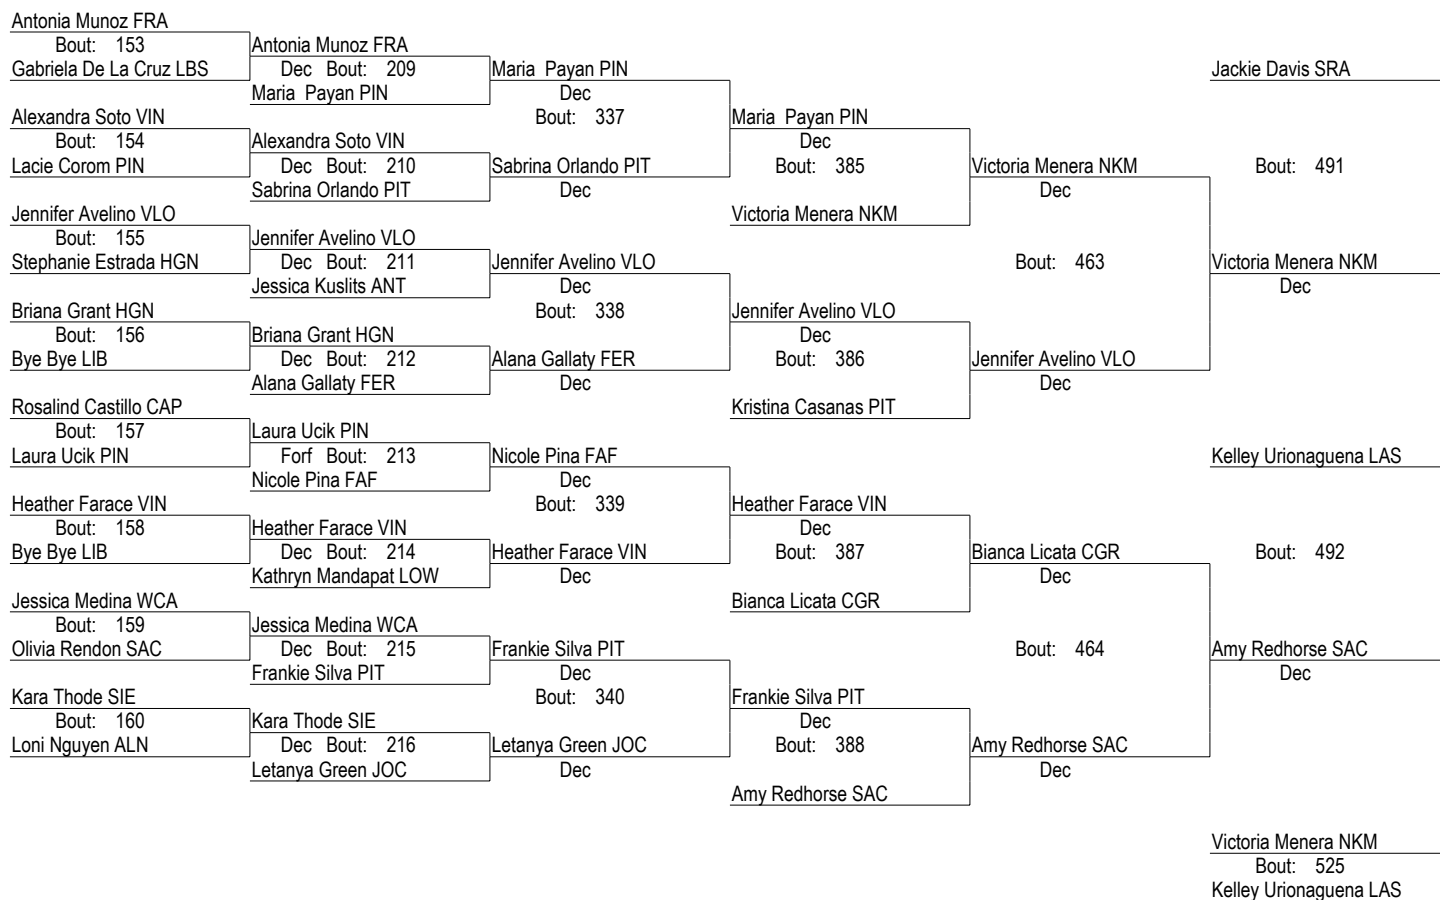 Antonia Munoz FRA
Bout: 153
Gabriela De La Cruz LBS
Alexandra Soto VIN
Bout: 154
Lacie Corom PIN
Jennifer Avelino VLO
Bout: 155
Stephanie Estrada HGN
Briana Grant HGN
Bout: 156
Bye Bye LIB
Rosalind Castillo CAP
Bout: 157
Laura Ucik PIN
Heather Farace VIN
Bout: 158
Bye Bye LIB
Jessica Medina WCA
Bout: 159
Olivia Rendon SAC
Kara Thode SIE
Bout: 160
Loni Nguyen ALN
Antonia Munoz FRA
Dec Bout: 209
Maria Payan PIN
Alexandra Soto VIN
Dec Bout: 210
Sabrina Orlando PIT
Jennifer Avelino VLO
Dec Bout: 211
Jessica Kuslits ANT
Briana Grant HGN
Dec Bout: 212
Alana Gallaty FER
Laura Ucik PIN
Forf Bout: 213
Nicole Pina FAF
Heather Farace VIN
Dec Bout: 214
Kathryn Mandapat LOW
Jessica Medina WCA
Dec Bout: 215
Frankie Silva PIT
Kara Thode SIE
Dec Bout: 216
Letanya Green JOC
Maria Payan PIN
Dec
Bout: 337
Sabrina Orlando PIT
Dec
Jennifer Avelino VLO
Dec
Bout: 338
Alana Gallaty FER
Dec
Nicole Pina FAF
Dec
Bout: 339
Heather Farace VIN
Dec
Frankie Silva PIT
Dec
Bout: 340
Letanya Green JOC
Dec
Maria Payan PIN
Dec
Bout: 385
Victoria Menera NKM
Jennifer Avelino VLO
Dec
Bout: 386
Kristina Casanas PIT
Heather Farace VIN
Dec
Bout: 387
Bianca Licata CGR
Frankie Silva PIT
Dec
Bout: 388
Amy Redhorse SAC
Victoria Menera NKM
Dec
Bout: 463
Jennifer Avelino VLO
Dec
Bianca Licata CGR
Dec
Bout: 464
Amy Redhorse SAC
Dec
Jackie Davis SRA
Bout: 491
Victoria Menera NKM
Dec
Kelley Urionaguena LAS
Bout: 492
Amy Redhorse SAC
Dec
Victoria Menera NKM
Bout: 525
Kelley Urionaguena LAS